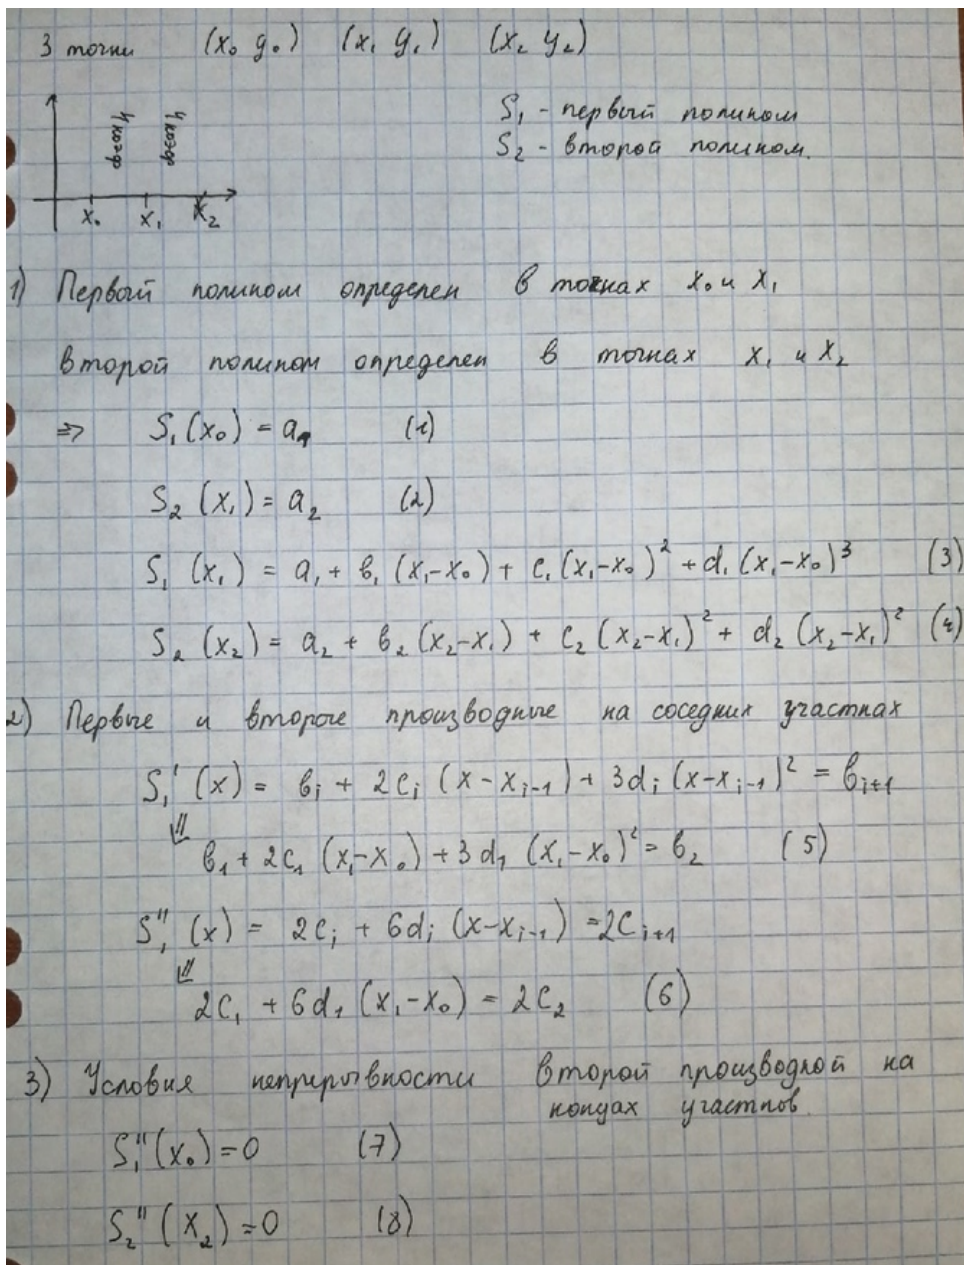 3 точки (x₀ y₀) (x₁ y₁) (x₂ y₂)
4 коэфф 4 коэфф
S₁ - первый полином
S₂ - второй полином.
x₀ x₁ x₂
1) Первый полином определен в точках x₀ и x₁
второй полином определен в точках x₁ и x₂
⇒ S₁(x₀) = a₁ (1)
S₂(x₁) = a₂ (2)
S₁(x₁) = a₁ + b₁(x₁-x₀) + c₁(x₁-x₀)² + d₁(x₁-x₀)³ (3)
S₂(x₂) = a₂ + b₂(x₂-x₁) + c₂(x₂-x₁)² + d₂(x₂-x₁)² (4)
2) Первые и вторые производные на соседних участках
Sᵢ'(x) = bᵢ + 2cᵢ(x-xᵢ₋₁) + 3dᵢ(x-xᵢ₋₁)² = bᵢ₊₁
⇓
b₁ + 2c₁(x₁-x₀) + 3d₁(x₁-x₀)² = b₂ (5)
Sᵢ''(x) = 2cᵢ + 6dᵢ(x-xᵢ₋₁) = 2cᵢ₊₁
⇓
2c₁ + 6d₁(x₁-x₀) = 2c₂ (6)
3) Условия непрерывности второй производной на
концах участков.
S₁''(x₀) = 0 (7)
S₂''(x₂) = 0 (8)